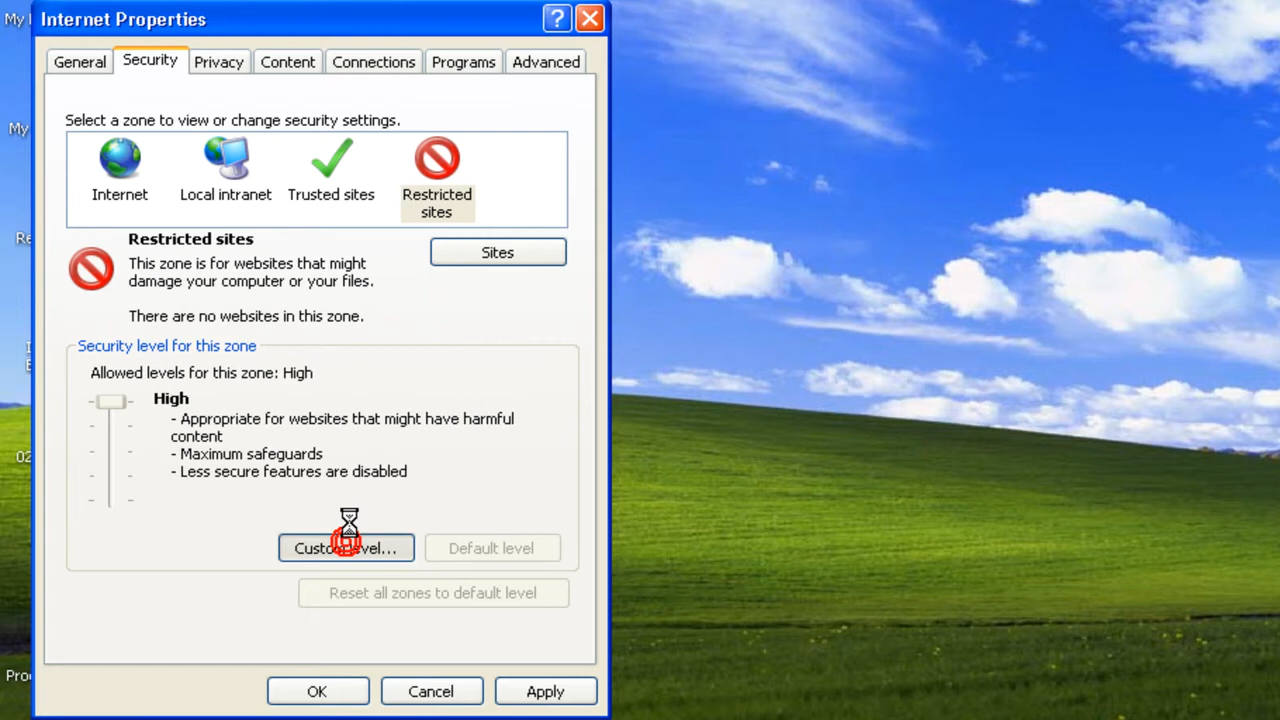 Internet Properties
General
Security
Privacy
Content
Connections
Programs
Advanced
Select a zone to view or change security settings.
Internet
Local intranet
Trusted sites
Restricted
sites
Restricted sites
Sites
This zone is for websites that might
damage your computer or your files.
There are no websites in this zone.
Security level for this zone
Allowed levels for this zone: High
High
- Appropriate for websites that might have harmful
content
- Maximum safeguards
- Less secure features are disabled
Default level
Reset all zones to default level
OK
Cancel
Apply
My
My
02